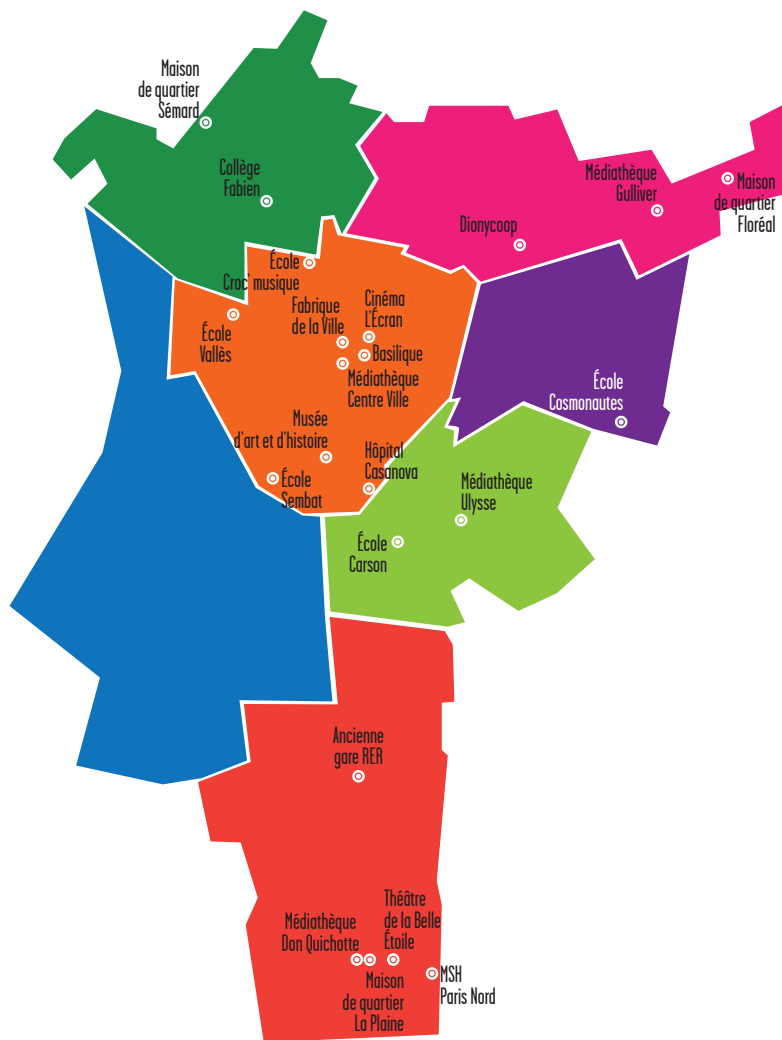 Maison
de quartier
Sémard
Collège
Fabien
Médiathèque
Gulliver
Maison
de quartier
Floréal
Dionycoop
École
Croc' musique
Fabrique
de la Ville
Cinéma
L'Écran
École
Vallès
Basilique
Médiathèque
Centre Ville
École
Cosmonautes
Musée
d'art et d'histoire
Hôpital
Casanova
École
Sembat
Médiathèque
Ulysse
École
Carson
Ancienne
gare RER
Théâtre
de la Belle
Étoile
Médiathèque
Don Quichotte
MSH
Paris Nord
Maison
de quartier
La Plaine